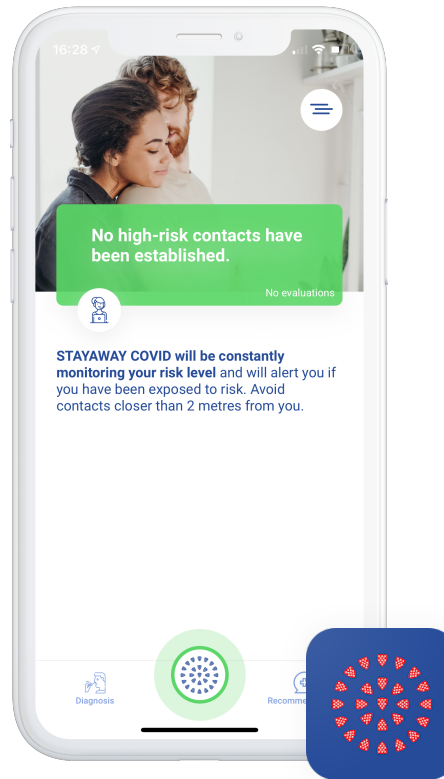 16:28
No high-risk contacts have
been established.
No evaluations
STAYAWAY COVID will be constantly
monitoring your risk level and will alert you if
you have been exposed to risk. Avoid
contacts closer than 2 metres from you.
Diagnosis